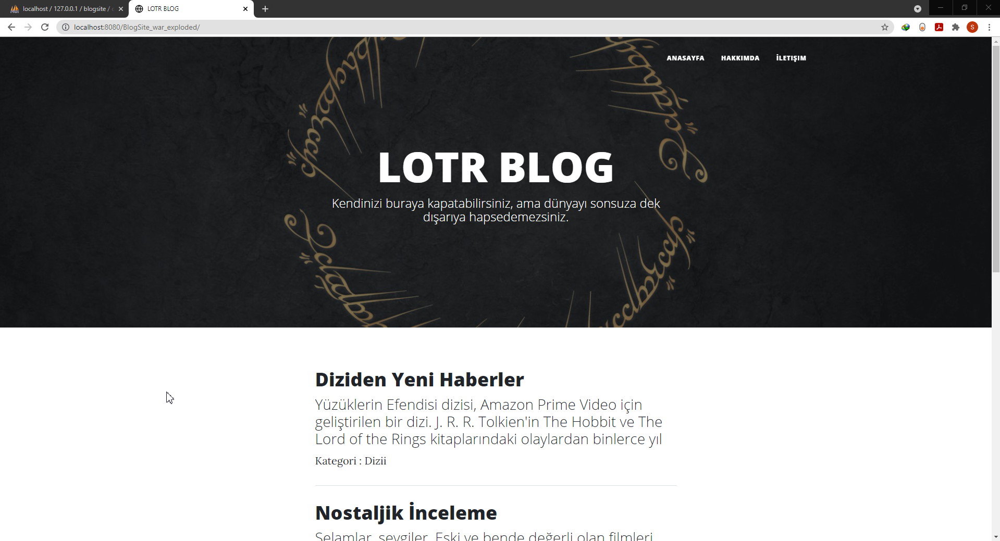 localhost / 127.0.0.1 / blogsite /
LOTR BLOG
localhost:8080/BlogSite_war_exploded/
S
ANASAYFA HAKKIMDA İLETIŞIM
LOTR BLOG
Kendinizi buraya kapatabilirsiniz, ama dünyayı sonsuza dek
dışarıya hapsedemezsiniz.
Diziden Yeni Haberler
Yüzüklerin Efendisi dizisi, Amazon Prime Video için
geliştirilen bir dizi. J. R. R. Tolkien'in The Hobbit ve The
Lord of the Rings kitaplarındaki olaylardan binlerce yıl
Kategori : Dizii
Nostaljik İnceleme
Selamlar, sevgiler. Eski ve bende değerli olan filmleri